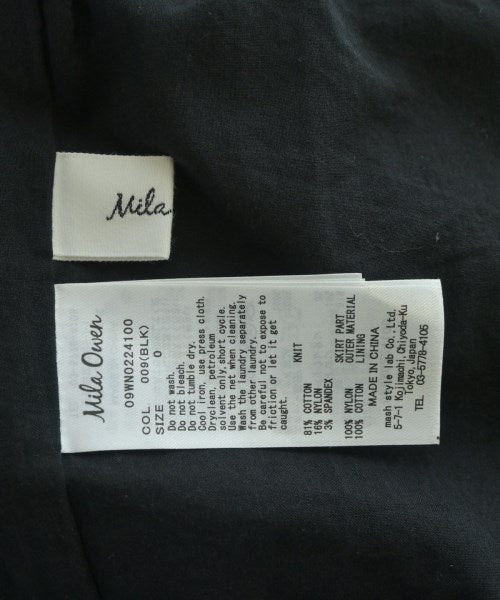 Mila
Mila Owen
09WNO224100
COL 009(BLK)
SIZE 0
Do not wash.
Do not bleach.
Do not tumble dry.
Cool iron, use press cloth.
Dryclean, petroleum
solvent only, short cycle.
Use the net when cleaning.
Wash the laundry separately
from other laundry.
Be careful not to expose to
friction or let it get
caught.
KNIT
81% COTTON
16% NYLON
3% SPANDEX
SKIRT PART
OUTER MATERIAL
100% NYLON
LINING
100% COTTON
MADE IN CHINA
mash style lab Co., Ltd.
5-7-1 Kojimachi, Chiyoda-Ku
Tokyo, Japan
TEL 03-5778-4106